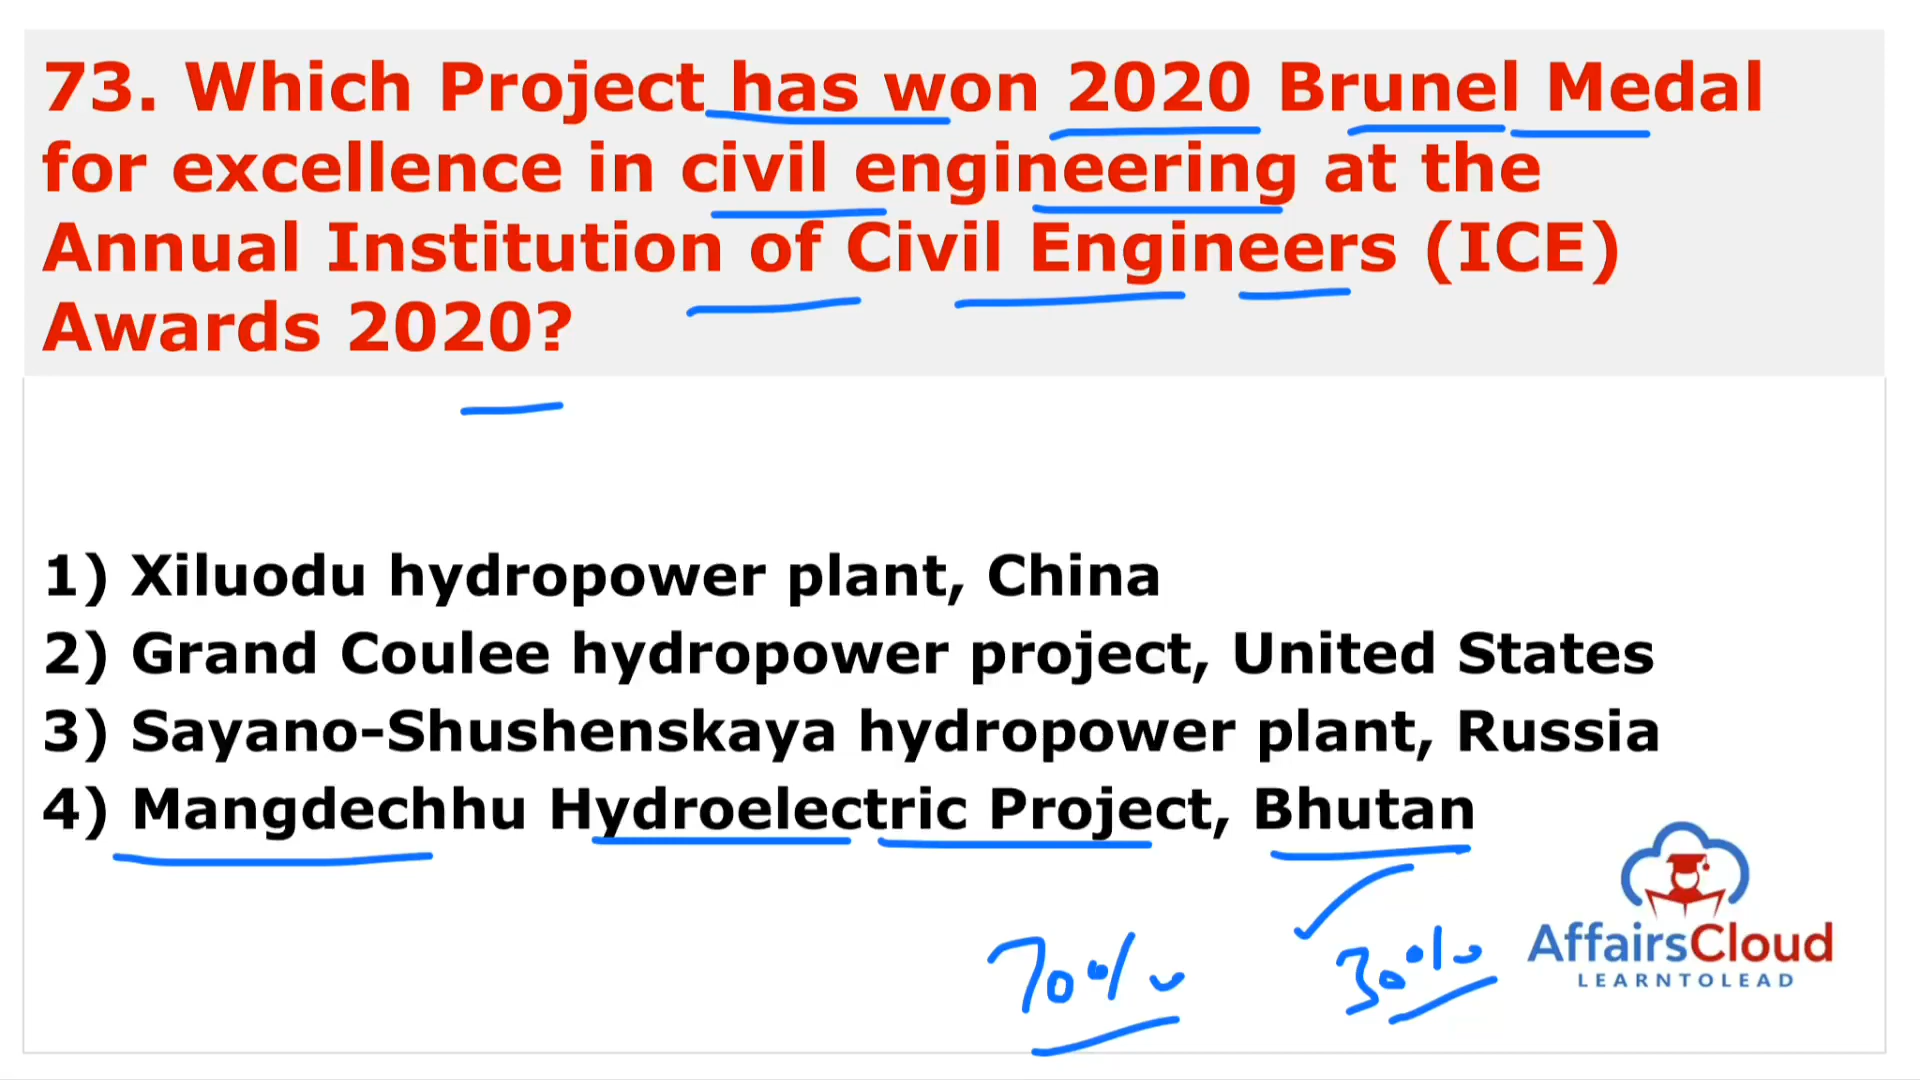 73. Which Project has won 2020 Brunel Medal
for excellence in civil engineering at the
Annual Institution of Civil Engineers (ICE)
Awards 2020?
1) Xiluodu hydropower plant, China
2) Grand Coulee hydropower project, United States
3) Sayano-Shushenskaya hydropower plant, Russia
4) Mangdechhu Hydroelectric Project, Bhutan
70% 30%
AffairsCloud
LEARNTOLEAD